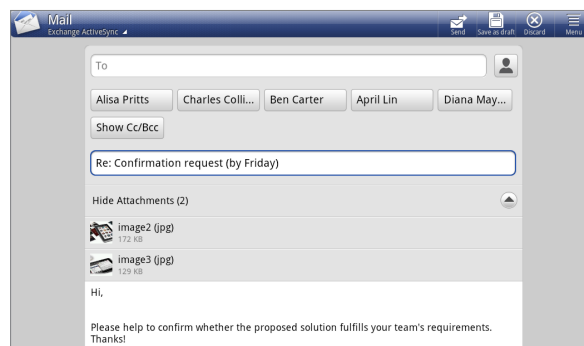 Mail
Exchange ActiveSync
Send
Save as draft
Discard
Menu
To
Alisa Pritts
Charles Colli...
Ben Carter
April Lin
Diana May...
Show Cc/Bcc
Re: Confirmation request (by Friday)
Hide Attachments (2)
image2 (jpg)
172 KB
image3 (jpg)
129 KB
Hi,
Please help to confirm whether the proposed solution fulfills your team's requirements.
Thanks!